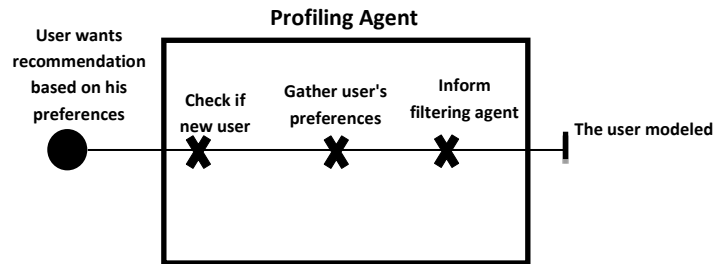 Profiling Agent
User wants
recommendation
based on his
preferences
Check if
new user
Gather user's
preferences
Inform
filtering agent
The user modeled